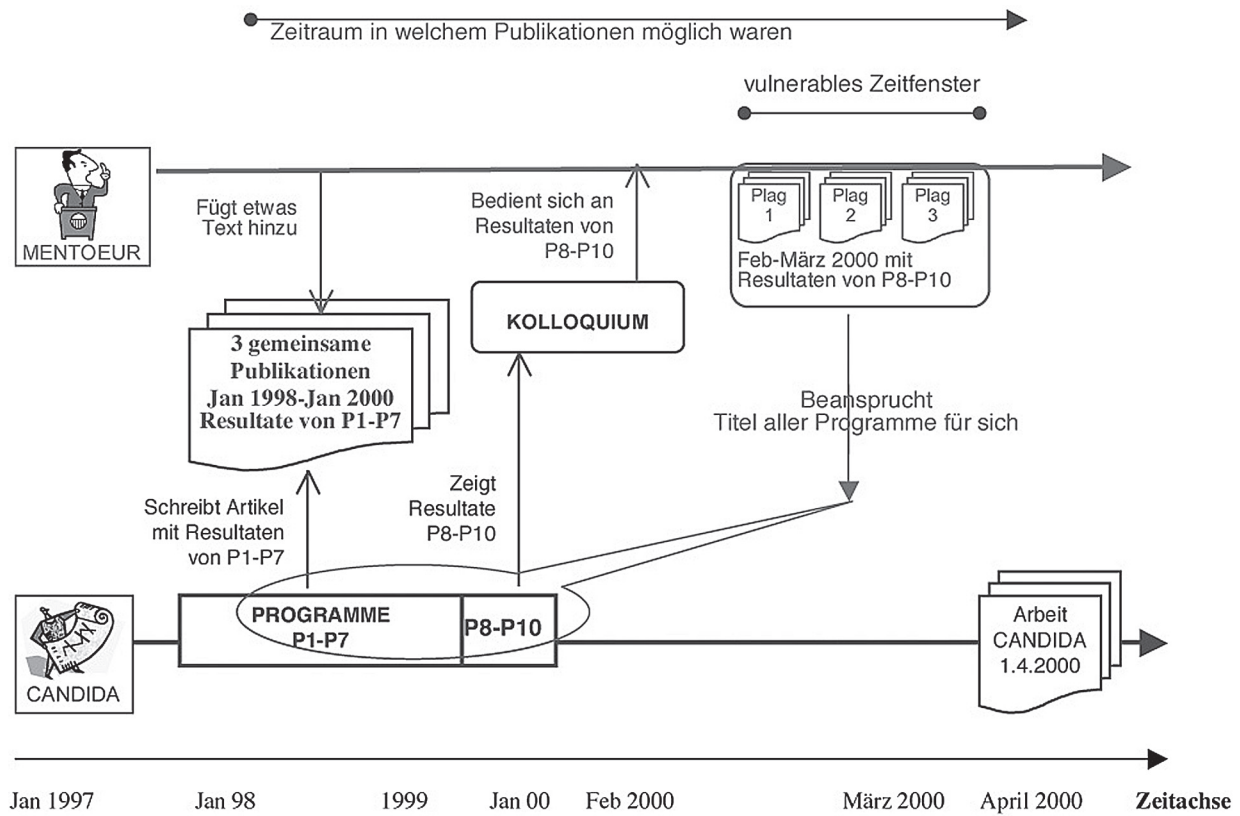 Zeitraum in welchem Publikationen möglich waren
vulnerables Zeitfenster
MENTOEUR
Fügt etwas
Text hinzu
Bedient sich an
Resultaten von
P8-P10
Plag
1
Plag
2
Plag
3
Feb-März 2000 mit
Resultaten von P8-P10
KOLLOQUIUM
3 gemeinsame
Publikationen
Jan 1998-Jan 2000
Resultate von P1-P7
Beansprucht
Titel aller Programme für sich
Schreibt Artikel
mit Resultaten
von P1-P7
Zeigt
Resultate
P8-P10
CANDIDA
PROGRAMME
P1-P7
P8-P10
Arbeit
CANDIDA
1.4.2000
Jan 1997
Jan 98
1999
Jan 00
Feb 2000
März 2000
April 2000
Zeitachse